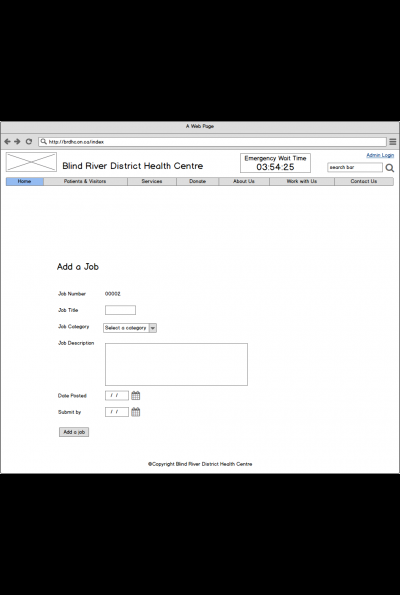 A Web Page
http://brdhc.on.ca/index
Admin Login
Emergency Wait Time
03:54:25
Blind River District Health Centre
search bar
Home Patients & Visitors Services Donate About Us Work with Us Contact Us
Add a Job
Job Number 00002
Job Title
Job Category Select a category
Job Description
Date Posted / /
Submit by / /
Add a job
©Copyright Blind River District Health Centre